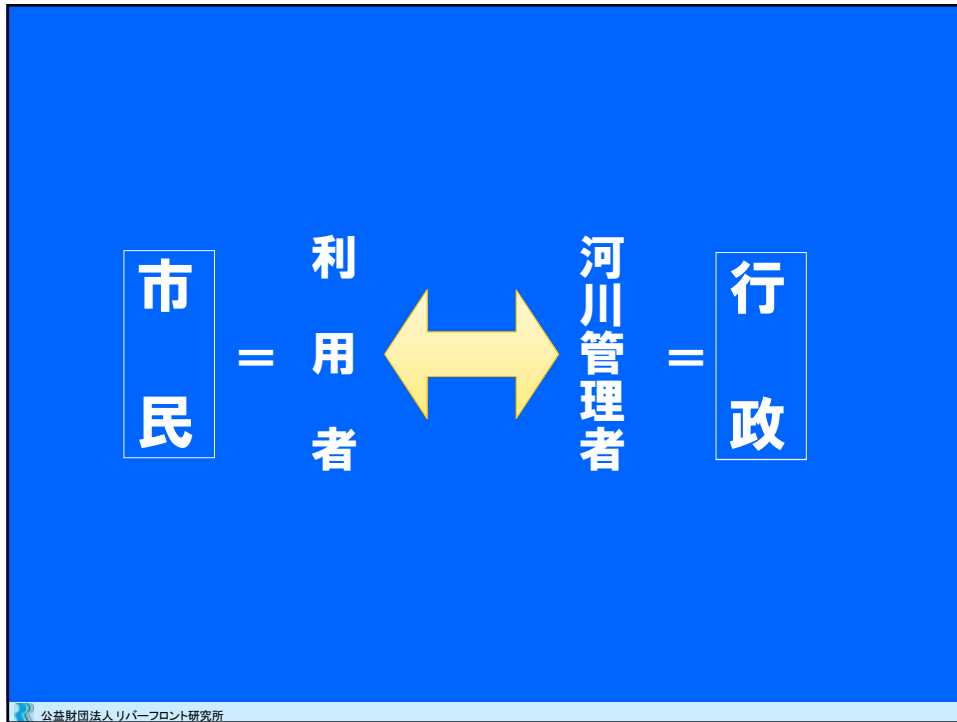 市民
＝
利用者
河川管理者
＝
行政
公益財団法人 リバーフロント研究所